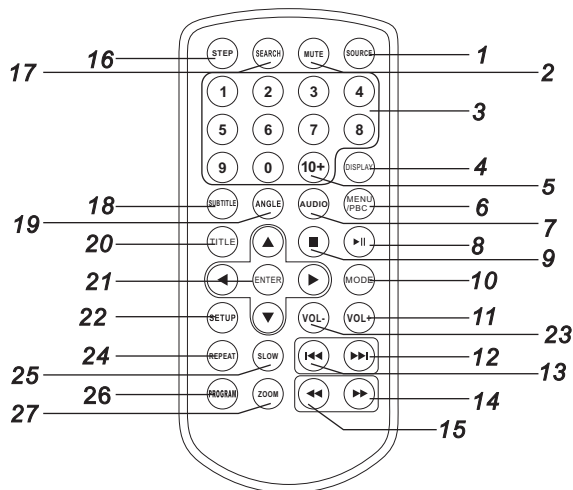 16 STEP SEARCH MUTE SOURCE 1
17 2
1 2 3 4
3
5 6 7 8
9 0 10+ DISPLAY 4
5
18 SUBTITLE ANGLE AUDIO MENU /PBC 6
19 7
20 TITLE 8
9
21 ENTER MODE 10
22 SETUP VOL- VOL+ 11
23
24 REPEAT SLOW 12
25 13
26 PROGRAM ZOOM 14
27 15